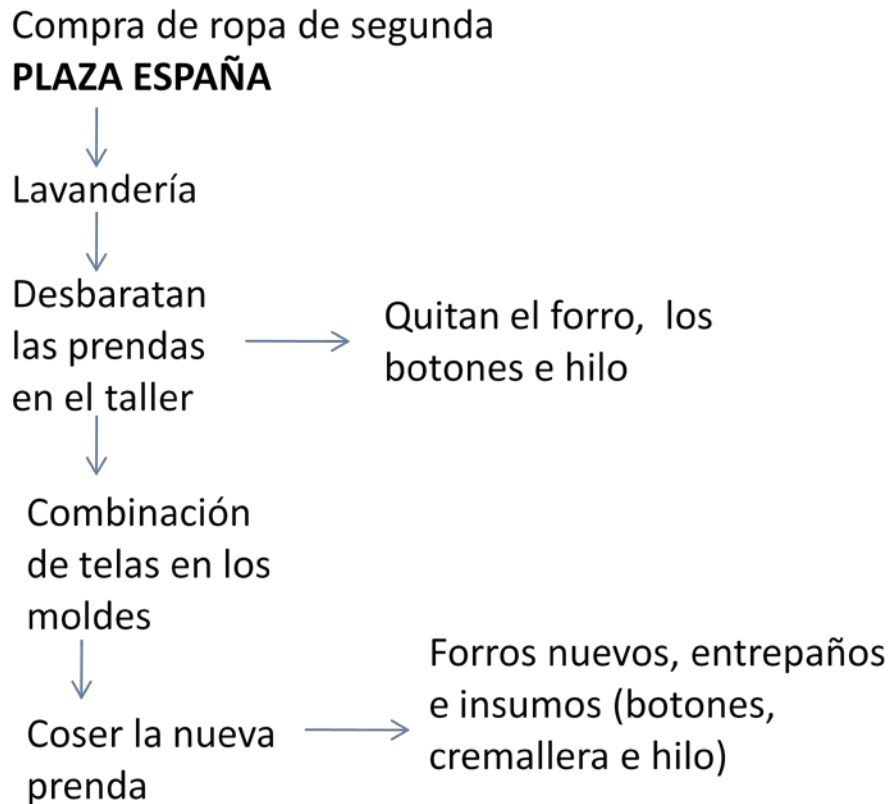 Compra de ropa de segunda
PLAZA ESPAÑA
Lavandería
Desbaratan
las prendas
en el taller
Quitan el forro,  los
botones e hilo
Combinación
de telas en los
moldes
Coser la nueva
prenda
Forros nuevos, entrepaños
e insumos (botones,
cremallera e hilo)